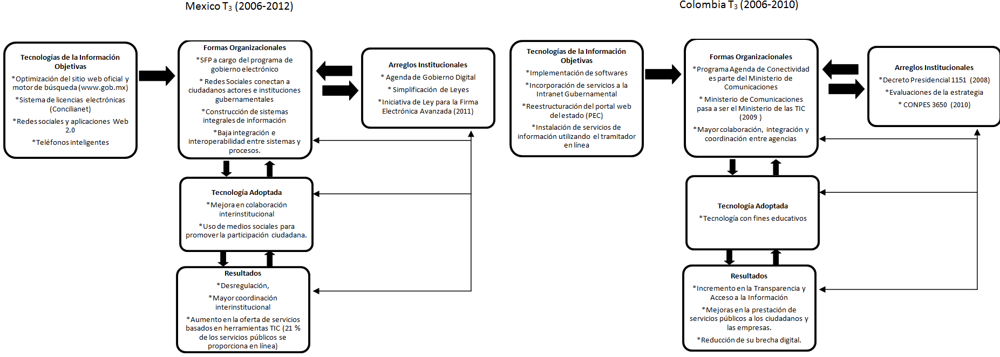 Mexico T3 (2006-2012)
Tecnologías de la Información
Objetivas
*Optimización del sitio web oficial y
motor de búsqueda (www.gob.mx)
*Sistema de licencias electrónicas
(Concilianet)
*Redes sociales y aplicaciones Web
2.0
*Teléfonos inteligentes
Formas Organizacionales
*SFP a cargo del programa de
gobierno electrónico
* Redes Sociales conectan a
ciudadanos actores e instituciones
gubernamentales
*Construcción de sistemas
integrales de información
*Baja integración e
interoperabilidad entre sistemas y
procesos.
Arreglos Institucionales
* Agenda de Gobierno Digital
* Simplificación de Leyes
*Iniciativa de Ley para la Firma
Electrónica Avanzada (2011)
Tecnología Adoptada
*Mejora en colaboración
interinstitucional
*Uso de medios sociales para
promover la participación ciudadana.
Resultados
*Desregulación,
*Mayor coordinación
interinstitucional
*Aumento en la oferta de servicios
basados en herramientas TIC (21 %
de los servicios públicos se
proporciona en línea)
Colombia T3 (2006-2010)
Tecnologías de la Información
Objetivas
*Implementación de softwares
*Incorporación de servicios a la
Intranet Gubernamental
*Reestructuración del portal web
del estado (PEC)
*Instalación de servicios de
información utilizando el tramitador
en línea
Formas Organizacionales
*Programa Agenda de Conectividad
es parte del Ministerio de
Comunicaciones
* Ministerio de Comunicaciones
pasa a ser el Ministerio de las TIC
(2009 )
*Mayor colaboración, integración y
coordinación entre agencias
Arreglos Institucionales
*Decreto Presidencial 1151 (2008)
*Evaluaciones de la estrategia
* CONPES 3650 (2010)
Tecnología Adoptada
*Tecnología con fines educativos
Resultados
*Incremento en la Transparencia y
Acceso a la Información
*Mejoras en la prestación de
servicios públicos a los ciudadanos y
las empresas.
*Reducción de su brecha digital.